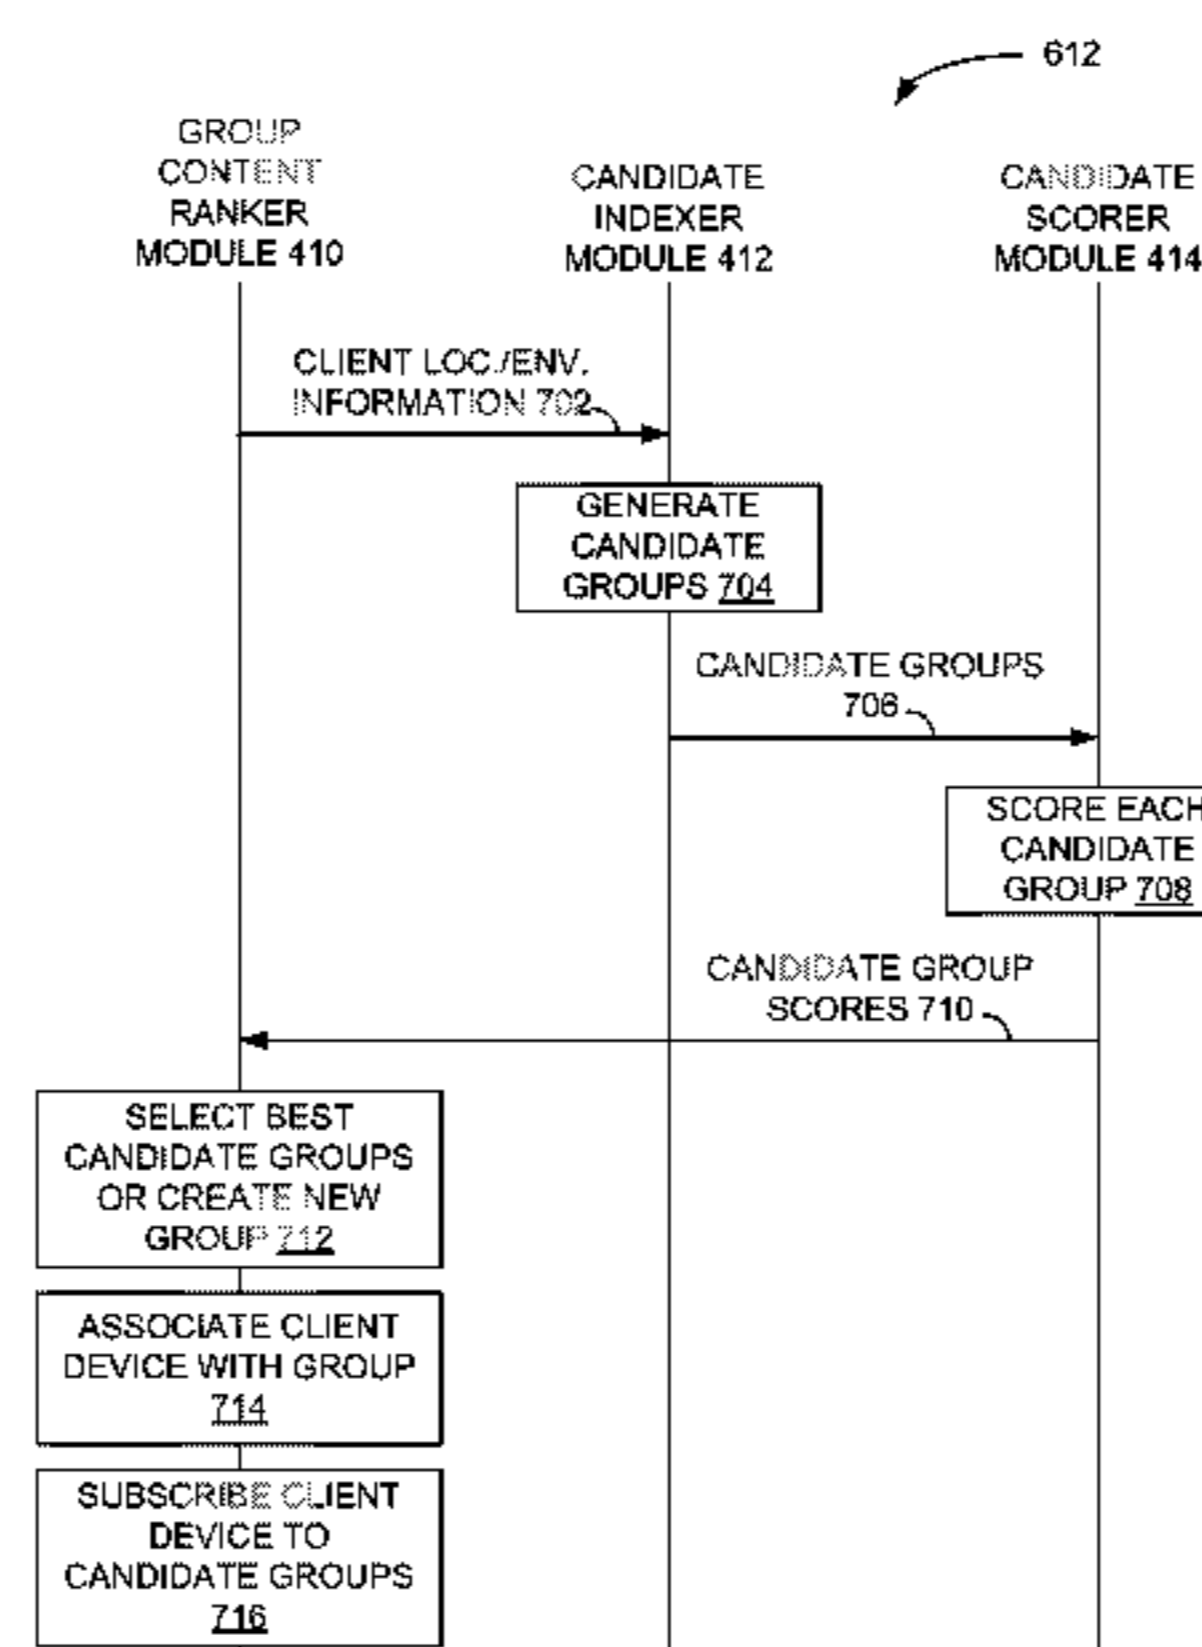 612
GROUP
CONTENT
RANKER
MODULE 410
CANDIDATE
INDEXER
MODULE 412
CANDIDATE
SCORER
MODULE 414
CLIENT LOC./ENV.
INFORMATION 702
GENERATE
CANDIDATE
GROUPS 704
CANDIDATE GROUPS
706
SCORE EACH
CANDIDATE
GROUP 708
CANDIDATE GROUP
SCORES 710
SELECT BEST
CANDIDATE GROUPS
OR CREATE NEW
GROUP 712
ASSOCIATE CLIENT
DEVICE WITH GROUP
714
SUBSCRIBE CLIENT
DEVICE TO
CANDIDATE GROUPS
716